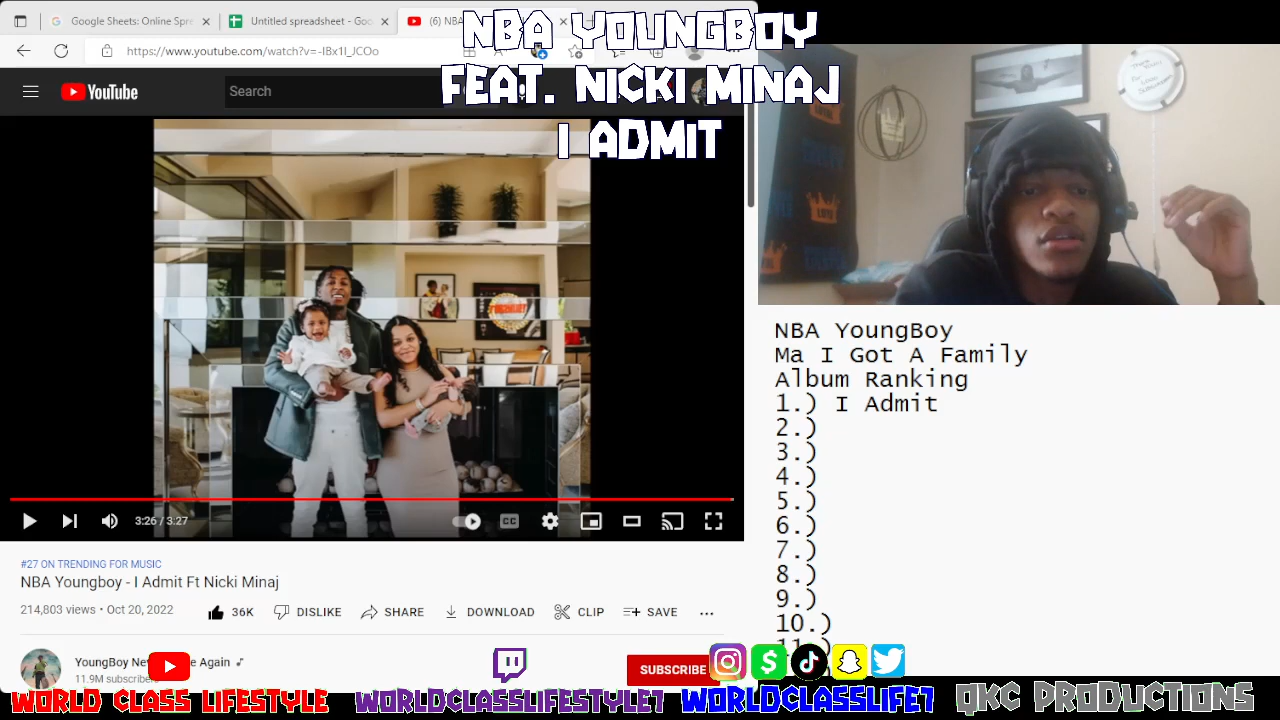 Google Sheets: Online Spre
Untitled spreadsheet - Goo
(6) NBA
NBA YOUNGBOY
FEAT. NICKI MINAJ
I ADMIT
https://www.youtube.com/watch?v=-IBx1I_JCOo
YouTube
Search
3:26 / 3:27
CC
#27 ON TRENDING FOR MUSIC
NBA Youngboy - I Admit Ft Nicki Minaj
214,803 views • Oct 20, 2022
36K
DISLIKE
SHARE
DOWNLOAD
CLIP
SAVE
Again
11.9M
SUBSCRIBE
NBA YoungBoy
Ma I Got A Family
Album Ranking
1.) I Admit
2.)
3.)
4.)
5.)
6.)
7.)
8.)
9.)
10.)
11.)
WORLD CLASS LIFESTYLE
WORLDCLASSLIFESTYLE7
WORLDCLASSLIFE7
QKC PRODUCTIONS